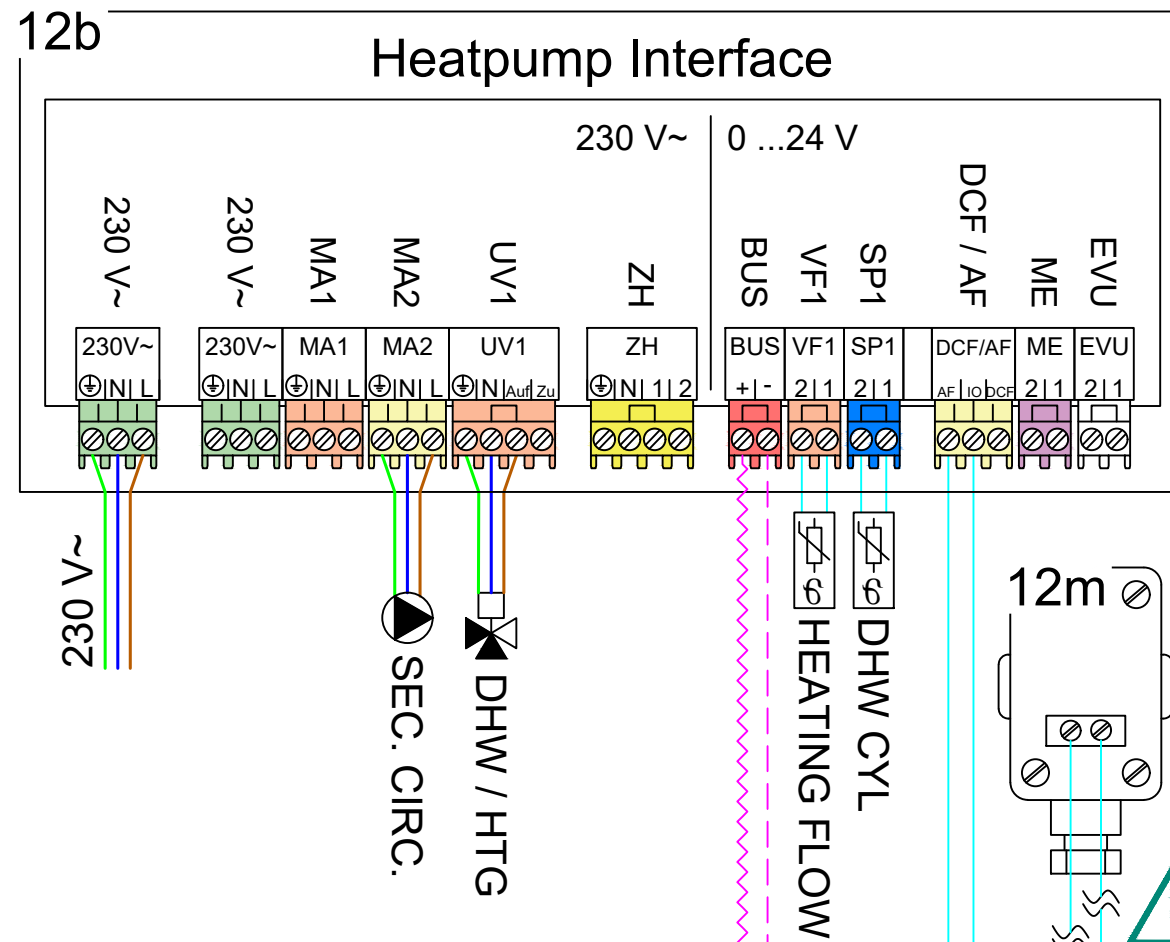 12b
Heatpump Interface
230 V~
0 ...24 V
230 V~
230 V~
MA1
MA2
UV1
ZH
BUS
VF1
SP1
DCF / AF
ME
EVU
230V~
230V~
MA1
MA2
UV1
ZH
BUS
VF1
SP1
DCF/AF
ME
EVU
N L
N L
N L
N L
N Auf Zu
N 1 2
+ -
2 1
2 1
AF IO DCF
2 1
2 1
230 V~
SEC. CIRC.
DHW / HTG
HEATING FLOW
DHW CYL
12m